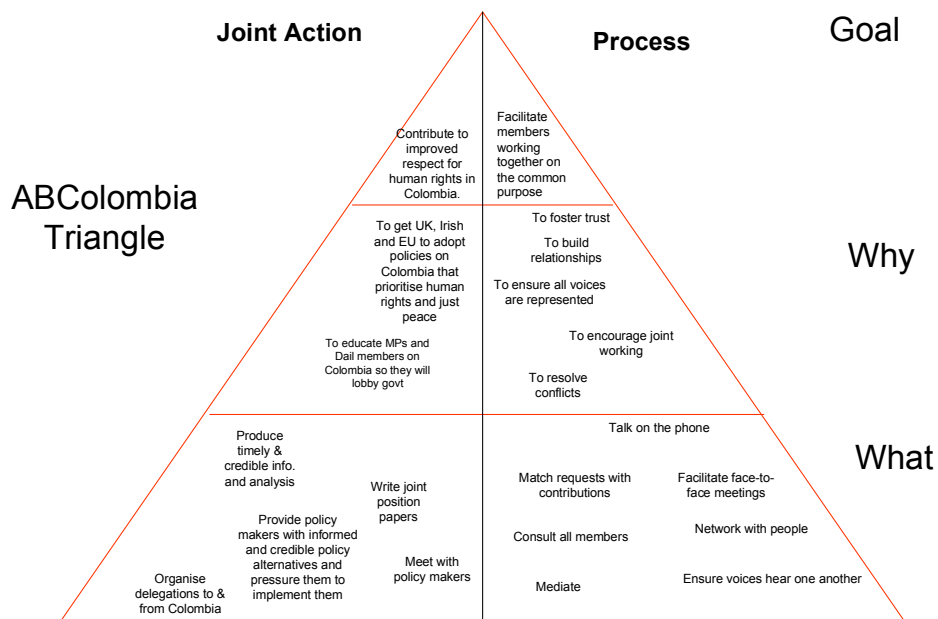 Joint Action
Process
Goal
ABColombia
Triangle
Contribute to
improved
respect for
human rights in
Colombia.
Facilitate
members
working
together on
the common
purpose
Why
To get UK, Irish
and EU to adopt
policies on
Colombia that
prioritise human
rights and just
peace
To educate MPs and
Dail members on
Colombia so they will
lobby govt
To foster trust
To build
relationships
To ensure all voices
are represented
To encourage joint
working
To resolve
conflicts
What
Produce
timely &
credible info.
and analysis
Write joint
position
papers
Provide policy
makers with informed
and credible policy
alternatives and
pressure them to
implement them
Meet with
policy makers
Organise
delegations to &
from Colombia
Talk on the phone
Match requests with
contributions
Facilitate face-to-
face meetings
Consult all members
Network with people
Mediate
Ensure voices hear one another